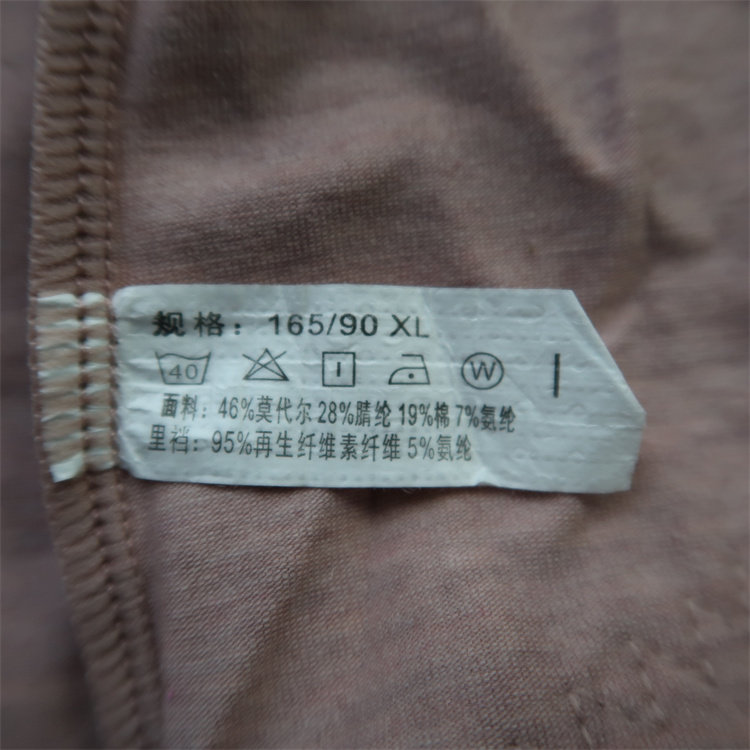 规格：165/90 XL
40 W
面料：46%莫代尔 28%腈纶 19%棉 7%氨纶
里裆：95%再生纤维素纤维 5%氨纶